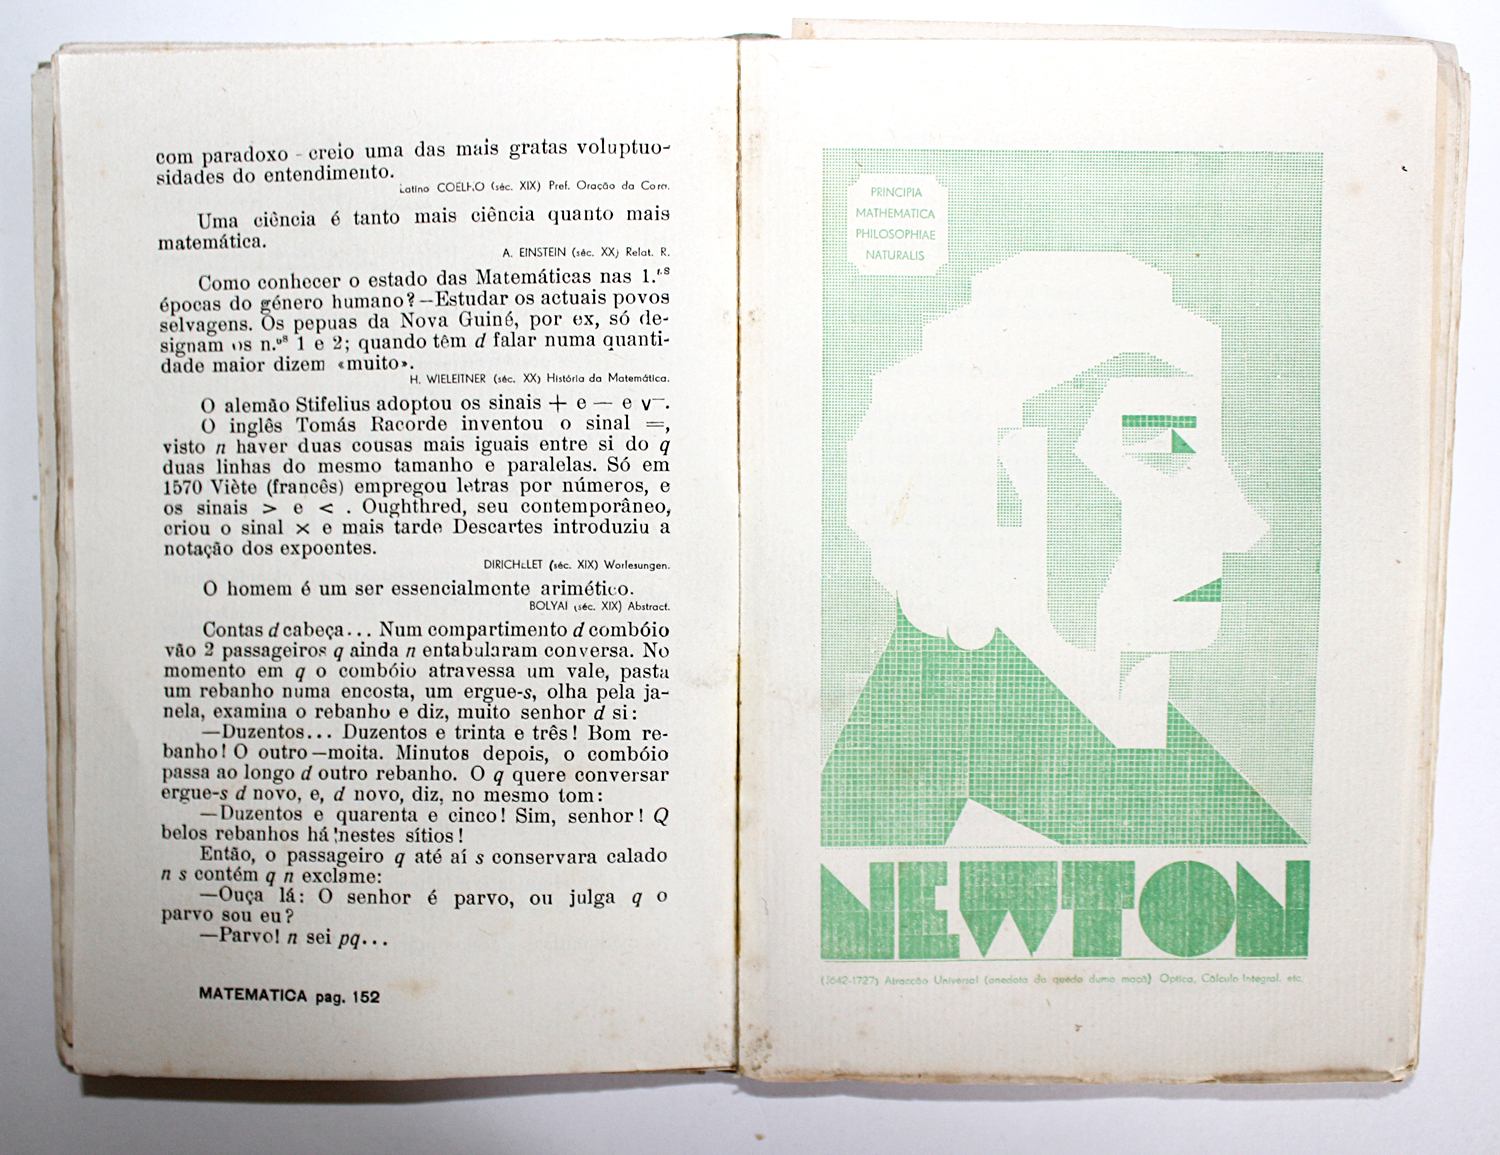 com paradoxo - creio uma das mais gratas voluptuo-
sidades do entendimento.
Latino COELHO (séc. XIX) Pref. Oração da Coroa.
Uma ciência é tanto mais ciência quanto mais
matemática.
A. EINSTEIN (séc. XX) Relat. R.
Como conhecer o estado das Matemáticas nas 1.ʳˢ
épocas do género humano?—Estudar os actuais povos
selvagens. Os pepuas da Nova Guiné, por ex, só de-
signam os n.ᵒˢ 1 e 2; quando têm d falar numa quanti-
dade maior dizem «muito».
H. WIELEITNER (séc. XX) História da Matemática.
O alemão Stifelius adoptou os sinais + e — e √.
O inglês Tomás Racorde inventou o sinal =,
visto n haver duas cousas mais iguais entre si do q
duas linhas do mesmo tamanho e paralelas. Só em
1570 Viète (francês) empregou letras por números, e
os sinais > e < . Oughthred, seu contemporâneo,
criou o sinal × e mais tarde Descartes introduziu a
notação dos expoentes.
DIRICHLET (séc. XIX) Worlesungen.
O homem é um ser essencialmente arimético.
BOLYAI (séc. XIX) Abstract.
Contas d cabeça... Num compartimento d combóio
vão 2 passageiros q ainda n entabularam conversa. No
momento em q o combóio atravessa um vale, pasta
um rebanho numa encosta, um ergue-s, olha pela ja-
nela, examina o rebanho e diz, muito senhor d si:
—Duzentos... Duzentos e trinta e três! Bom re-
banho! O outro—moita. Minutos depois, o combóio
passa ao longo d outro rebanho. O q quere conversar
ergue-s d novo, e, d novo, diz, no mesmo tom:
—Duzentos e quarenta e cinco! Sim, senhor! Q
belos rebanhos há nestes sítios!
Então, o passageiro q até aí s conservara calado
n s contém q n exclame:
—Ouça lá: O senhor é parvo, ou julga q o
parvo sou eu?
—Parvo! n sei pq...
MATEMATICA pag. 152
PRINCIPIA
MATHEMATICA
PHILOSOPHIAE
NATURALIS
NEWTON
(1642-1727) Atracção Universal (anedota da queda duma maçã) Optica, Cálculo Integral, etc.